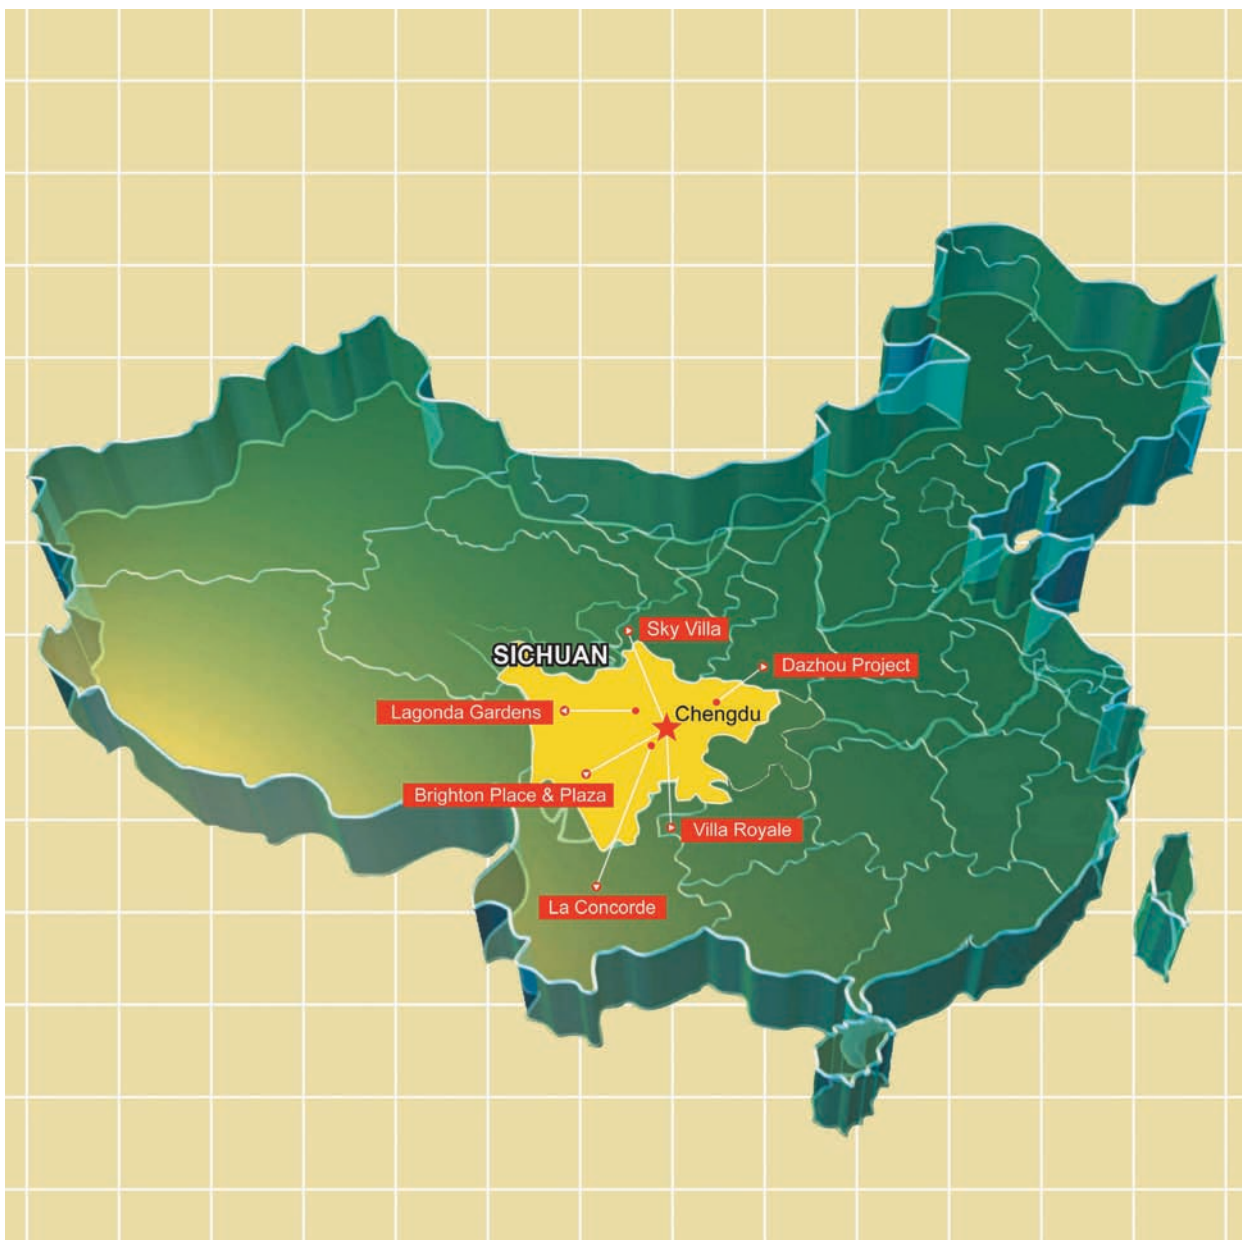 Sky Villa
SICHUAN
Dazhou Project
Lagonda Gardens
Chengdu
Brighton Place & Plaza
Villa Royale
La Concorde